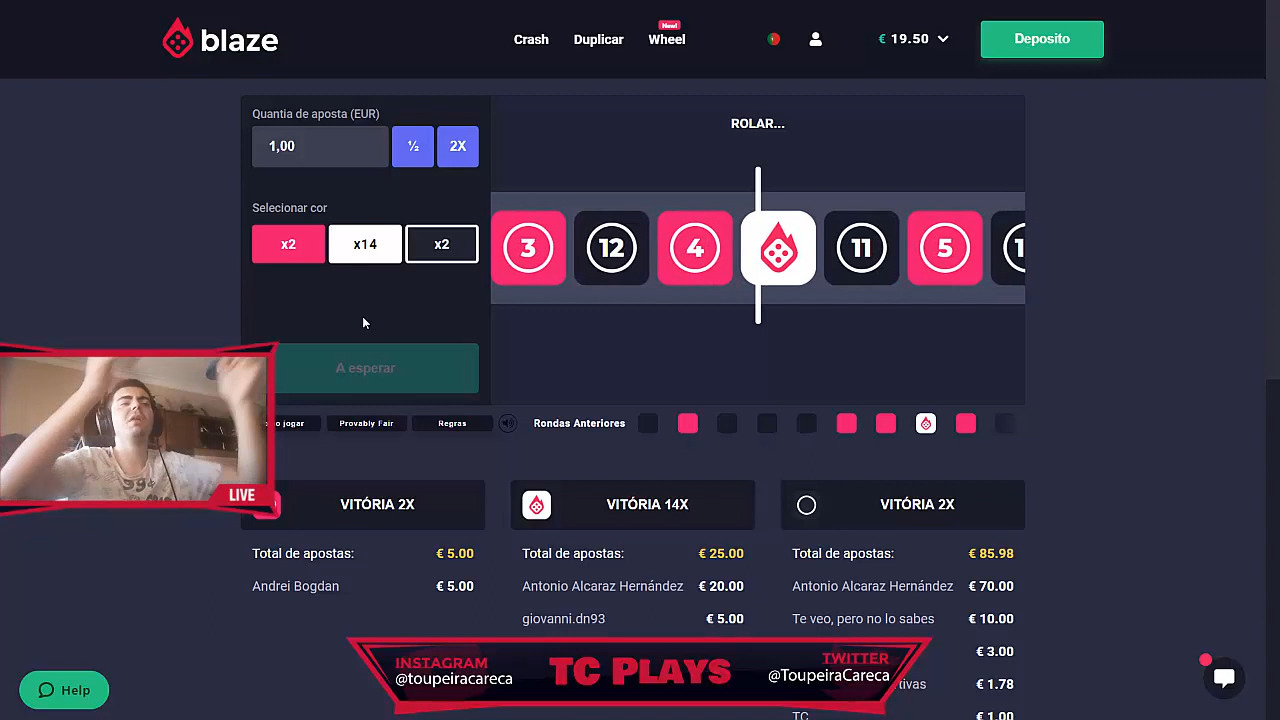 blaze
Crash
Duplicar
New!
Wheel
€ 19.50
Deposito
Quantia de aposta (EUR)
1,00
½
2X
Selecionar cor
x2
x14
x2
A esperar
ROLAR...
3
12
4
11
5
jogar
Provably Fair
Regras
Rondas Anteriores
LIVE
VITÓRIA 2X
Total de apostas: € 5.00
Andrei Bogdan € 5.00
VITÓRIA 14X
Total de apostas: € 25.00
Antonio Alcaraz Hernández € 20.00
giovanni.dn93 € 5.00
VITÓRIA 2X
Total de apostas: € 85.98
Antonio Alcaraz Hernández € 70.00
Te veo, pero no lo sabes € 10.00
€ 3.00
€ 1.78
TC € 1.00
INSTAGRAM
@toupeiracareca
TC PLAYS
TWITTER
@ToupeiraCareca
Help